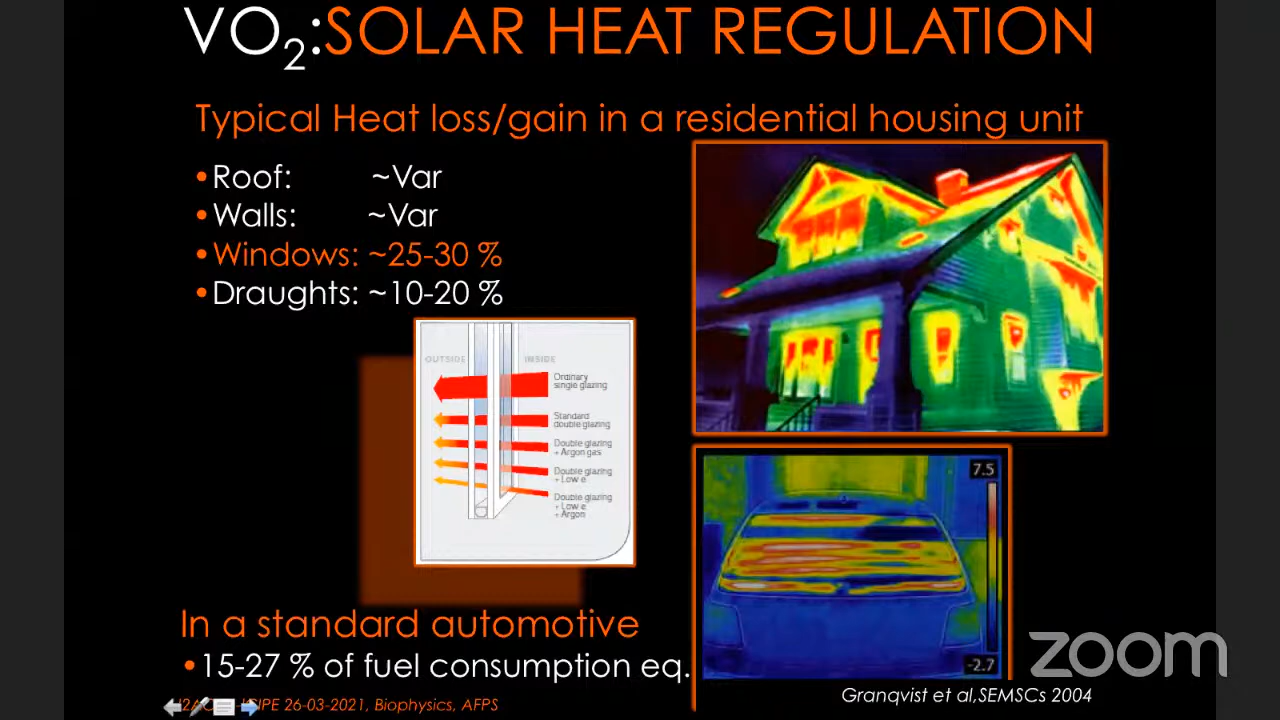 VO2:SOLAR HEAT REGULATION
Typical Heat loss/gain in a residential housing unit
•Roof: ~Var
•Walls: ~Var
•Windows: ~25-30 %
•Draughts: ~10-20 %
OUTSIDE INSIDE
Ordinary
single glazing
Standard
double glazing
Double glazing
+ Argon gas
Double glazing
+ Low e
Double glazing
+ Low e
+ Argon
7.5
-2.7
In a standard automotive
•15-27 % of fuel consumption eq.
zoom
Granqvist et al,SEMSCs 2004
26-03-2021, Biophysics, AFPS